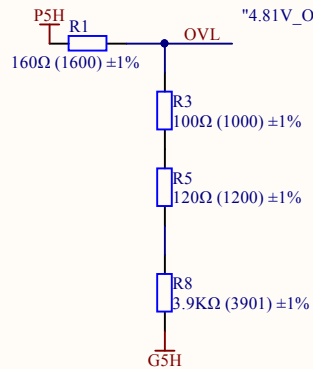 P5H
R1
160Ω (1600) ±1%
OVL
"4.81V_O
R3
100Ω (1000) ±1%
R5
120Ω (1200) ±1%
R8
3.9KΩ (3901) ±1%
G5H